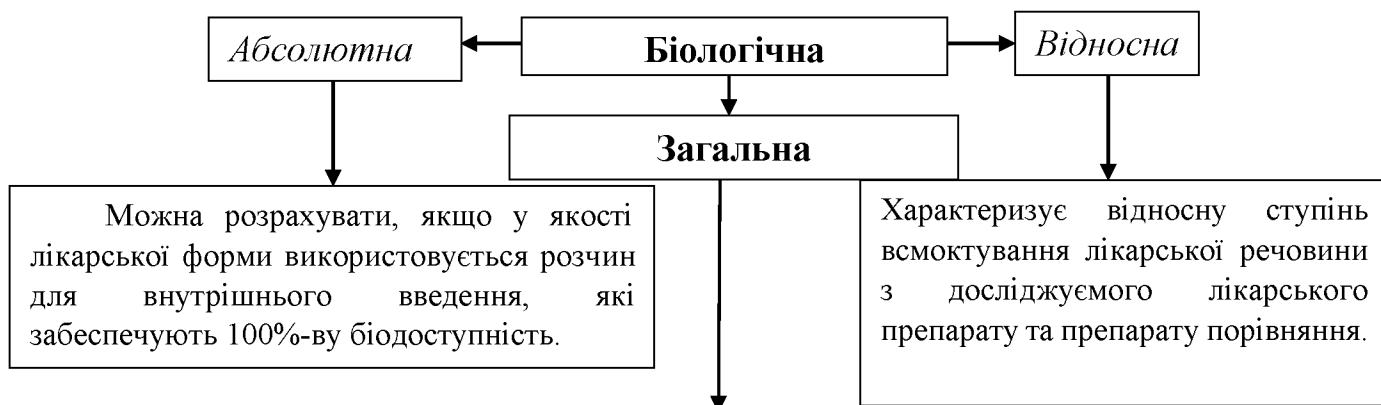 Абсолютна
Біологічна
Відносна
Загальна
Можна розрахувати, якщо у якості
лікарської форми використовується розчин
для внутрішнього введення, які
забеспечують 100%-ву біодоступність.
Характеризує відносну ступінь
всмоктування лікарської речовини
з досліджуємого лікарського
препарату та препарату порівняння.